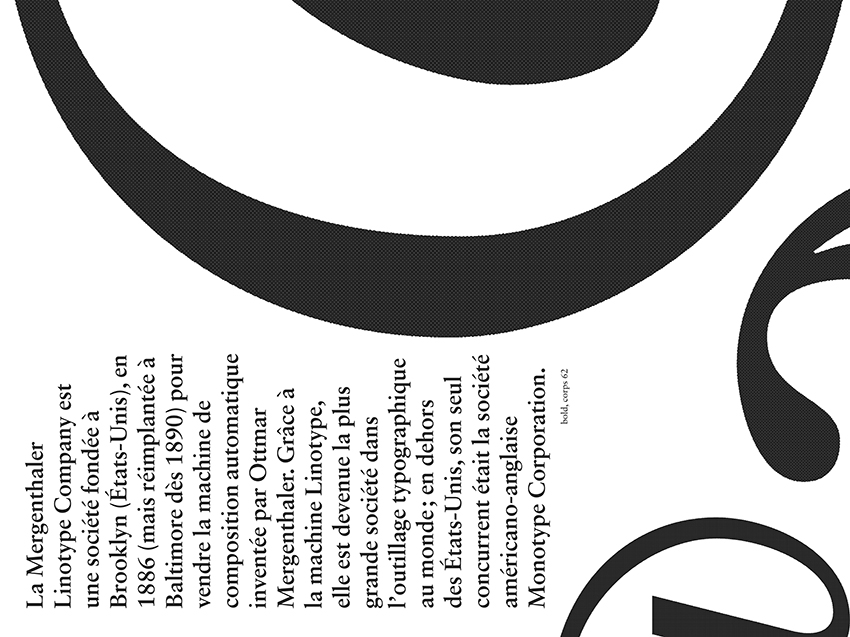 La Mergenthaler
Linotype Company est
une société fondée à
Brooklyn (États-Unis), en
1886 (mais réimplantée à
Baltimore dès 1890) pour
vendre la machine de
composition automatique
inventée par Ottmar
Mergenthaler. Grâce à
la machine Linotype,
elle est devenue la plus
grande société dans
l’outillage typographique
au monde ; en dehors
des États-Unis, son seul
concurrent était la société
américano-anglaise
Monotype Corporation.
bold, corps 62